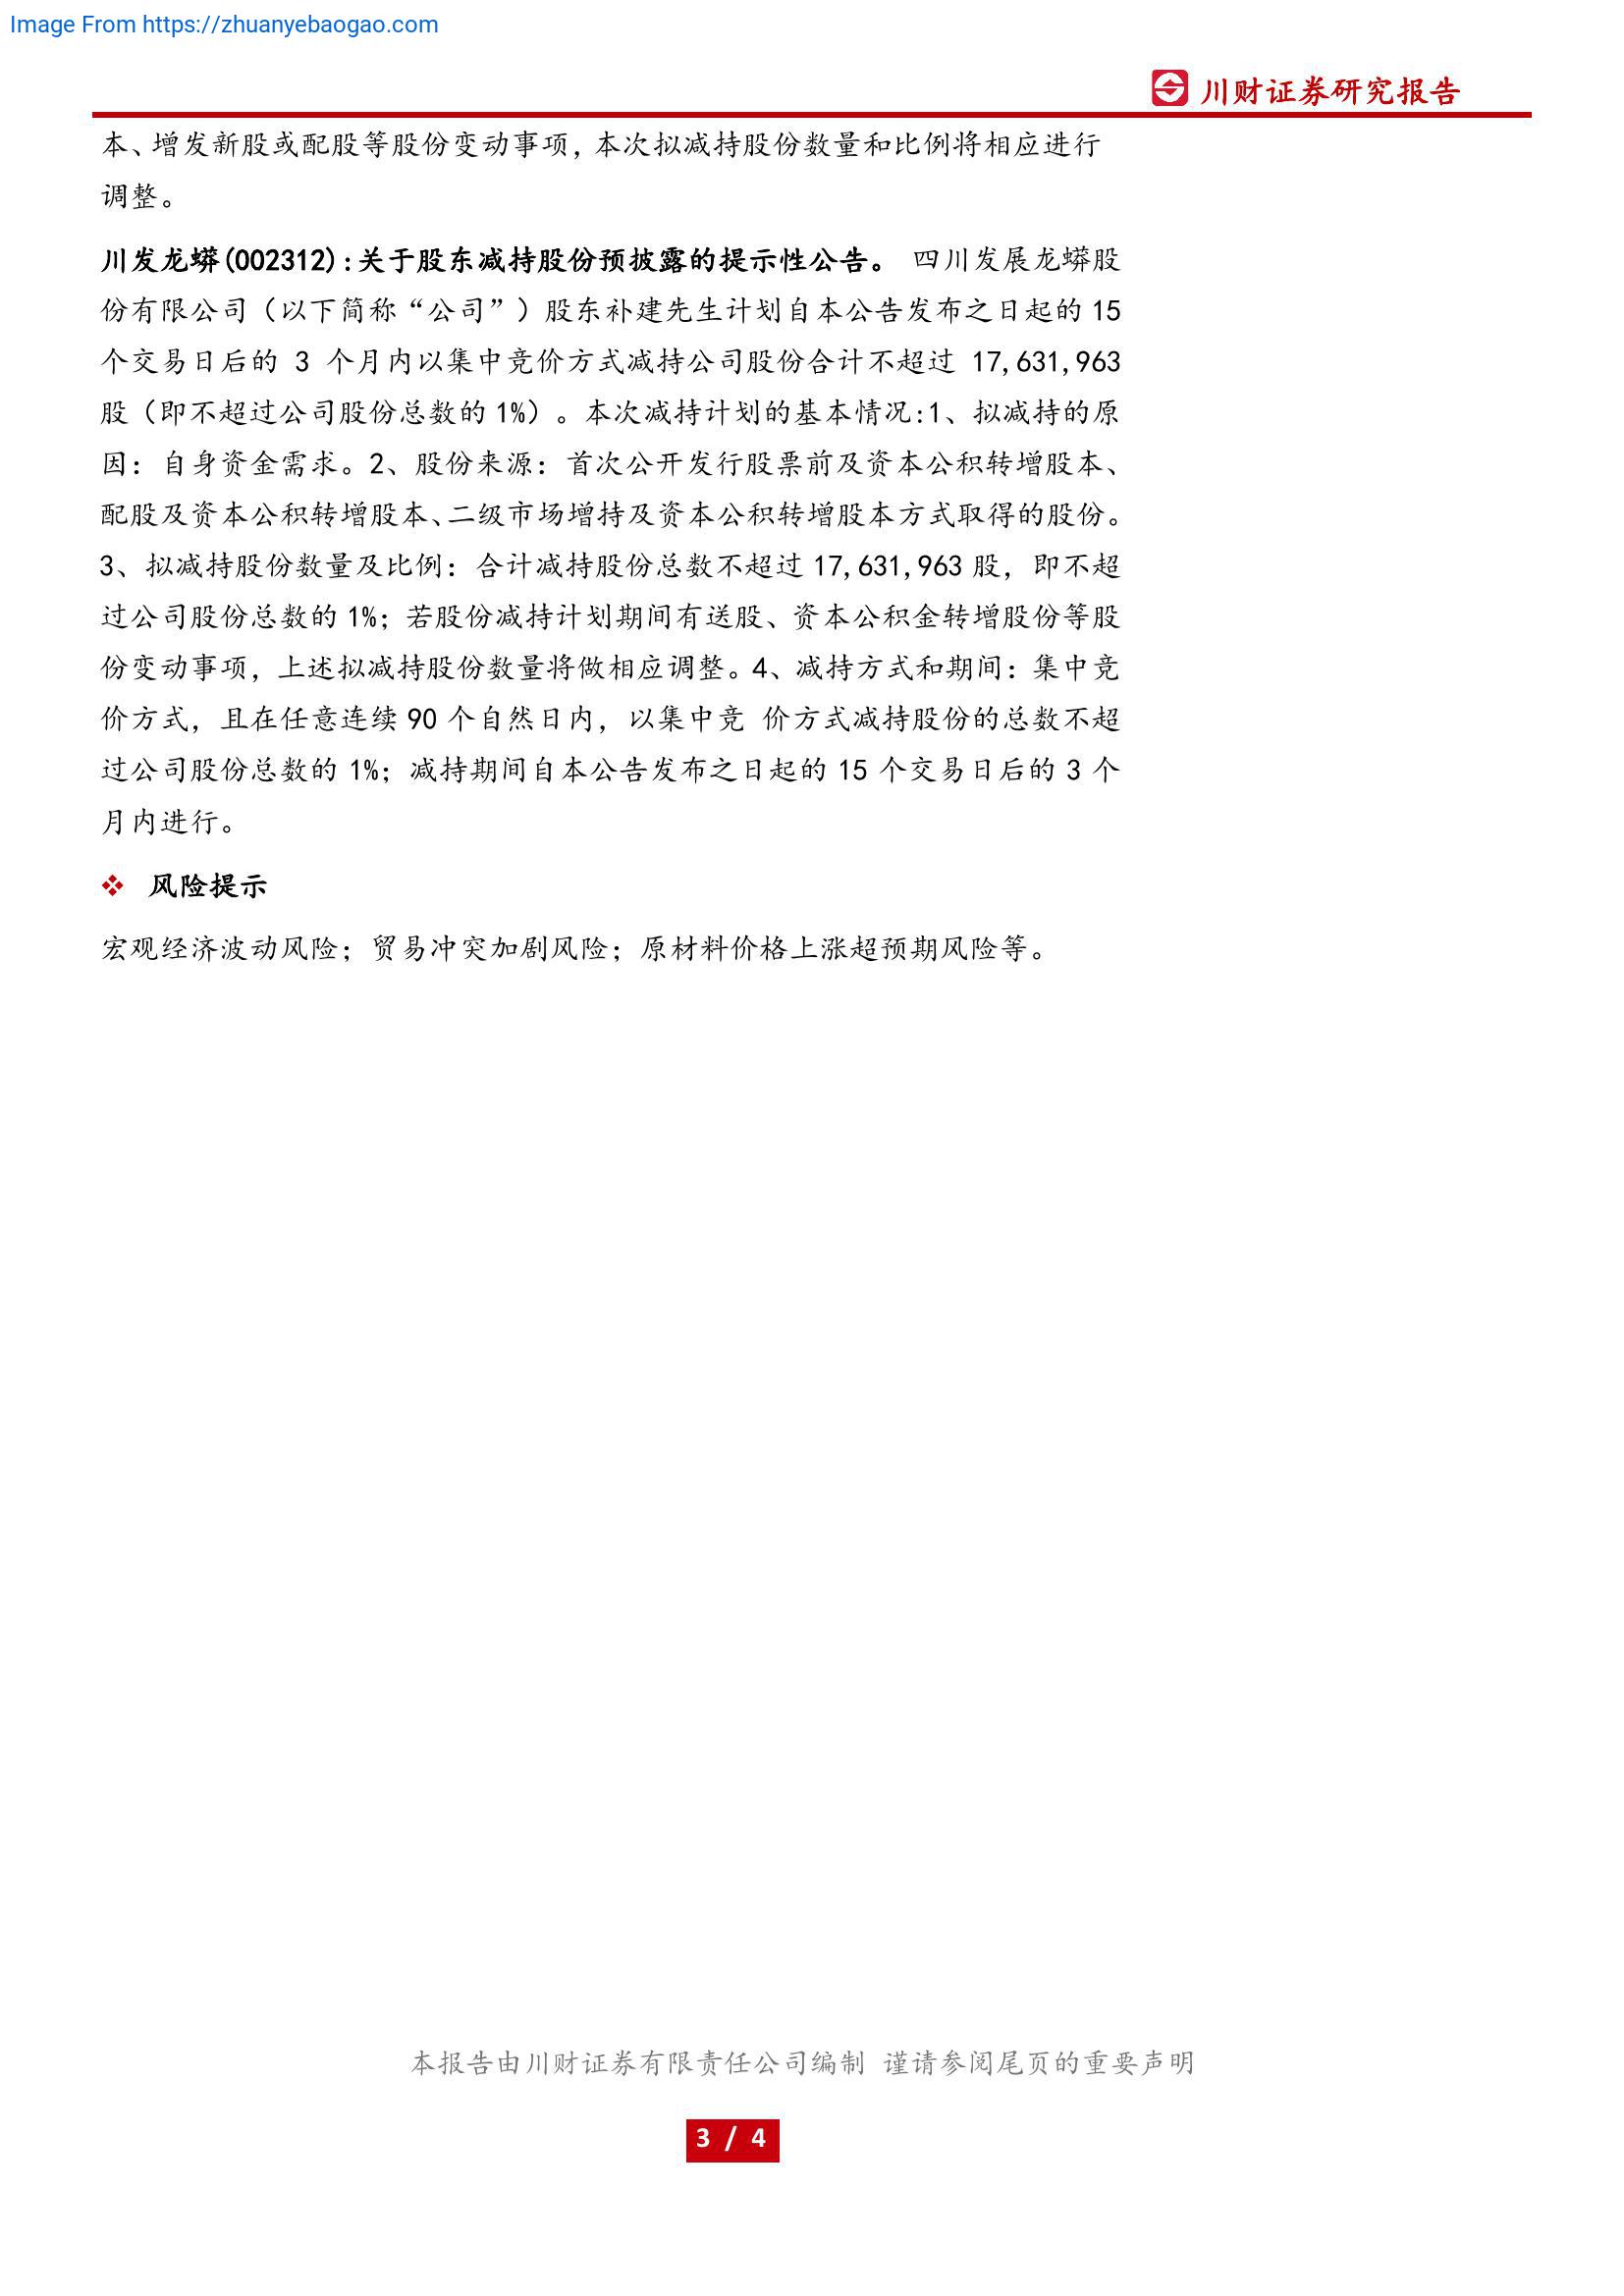 Image From https://zhuanyebaogao.com
川财证券研究报告
本、增发新股或配股等股份变动事项，本次拟减持股份数量和比例将相应进行
调整。
川发龙蟒(002312):关于股东减持股份预披露的提示性公告。 四川发展龙蟒股
份有限公司（以下简称“公司”）股东补建先生计划自本公告发布之日起的 15
个交易日后的 3 个月内以集中竞价方式减持公司股份合计不超过 17,631,963
股（即不超过公司股份总数的 1%）。本次减持计划的基本情况:1、拟减持的原
因：自身资金需求。2、股份来源：首次公开发行股票前及资本公积转增股本、
配股及资本公积转增股本、二级市场增持及资本公积转增股本方式取得的股份。
3、拟减持股份数量及比例：合计减持股份总数不超过 17,631,963 股，即不超
过公司股份总数的 1%；若股份减持计划期间有送股、资本公积金转增股份等股
份变动事项，上述拟减持股份数量将做相应调整。4、减持方式和期间：集中竞
价方式，且在任意连续 90 个自然日内，以集中竞 价方式减持股份的总数不超
过公司股份总数的 1%；减持期间自本公告发布之日起的 15 个交易日后的 3 个
月内进行。
❖ 风险提示
宏观经济波动风险；贸易冲突加剧风险；原材料价格上涨超预期风险等。
本报告由川财证券有限责任公司编制 谨请参阅尾页的重要声明
3 / 4